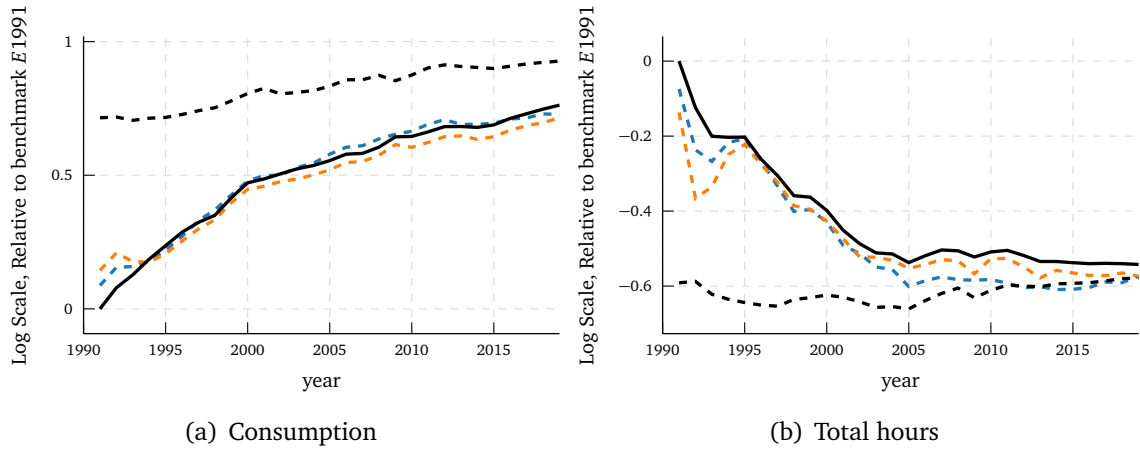 Log Scale, Relative to benchmark E1991
1
0.5
0
1990 1995 2000 2005 2010 2015
year
(a) Consumption
Log Scale, Relative to benchmark E1991
0
−0.2
−0.4
−0.6
1990 1995 2000 2005 2010 2015
year
(b) Total hours